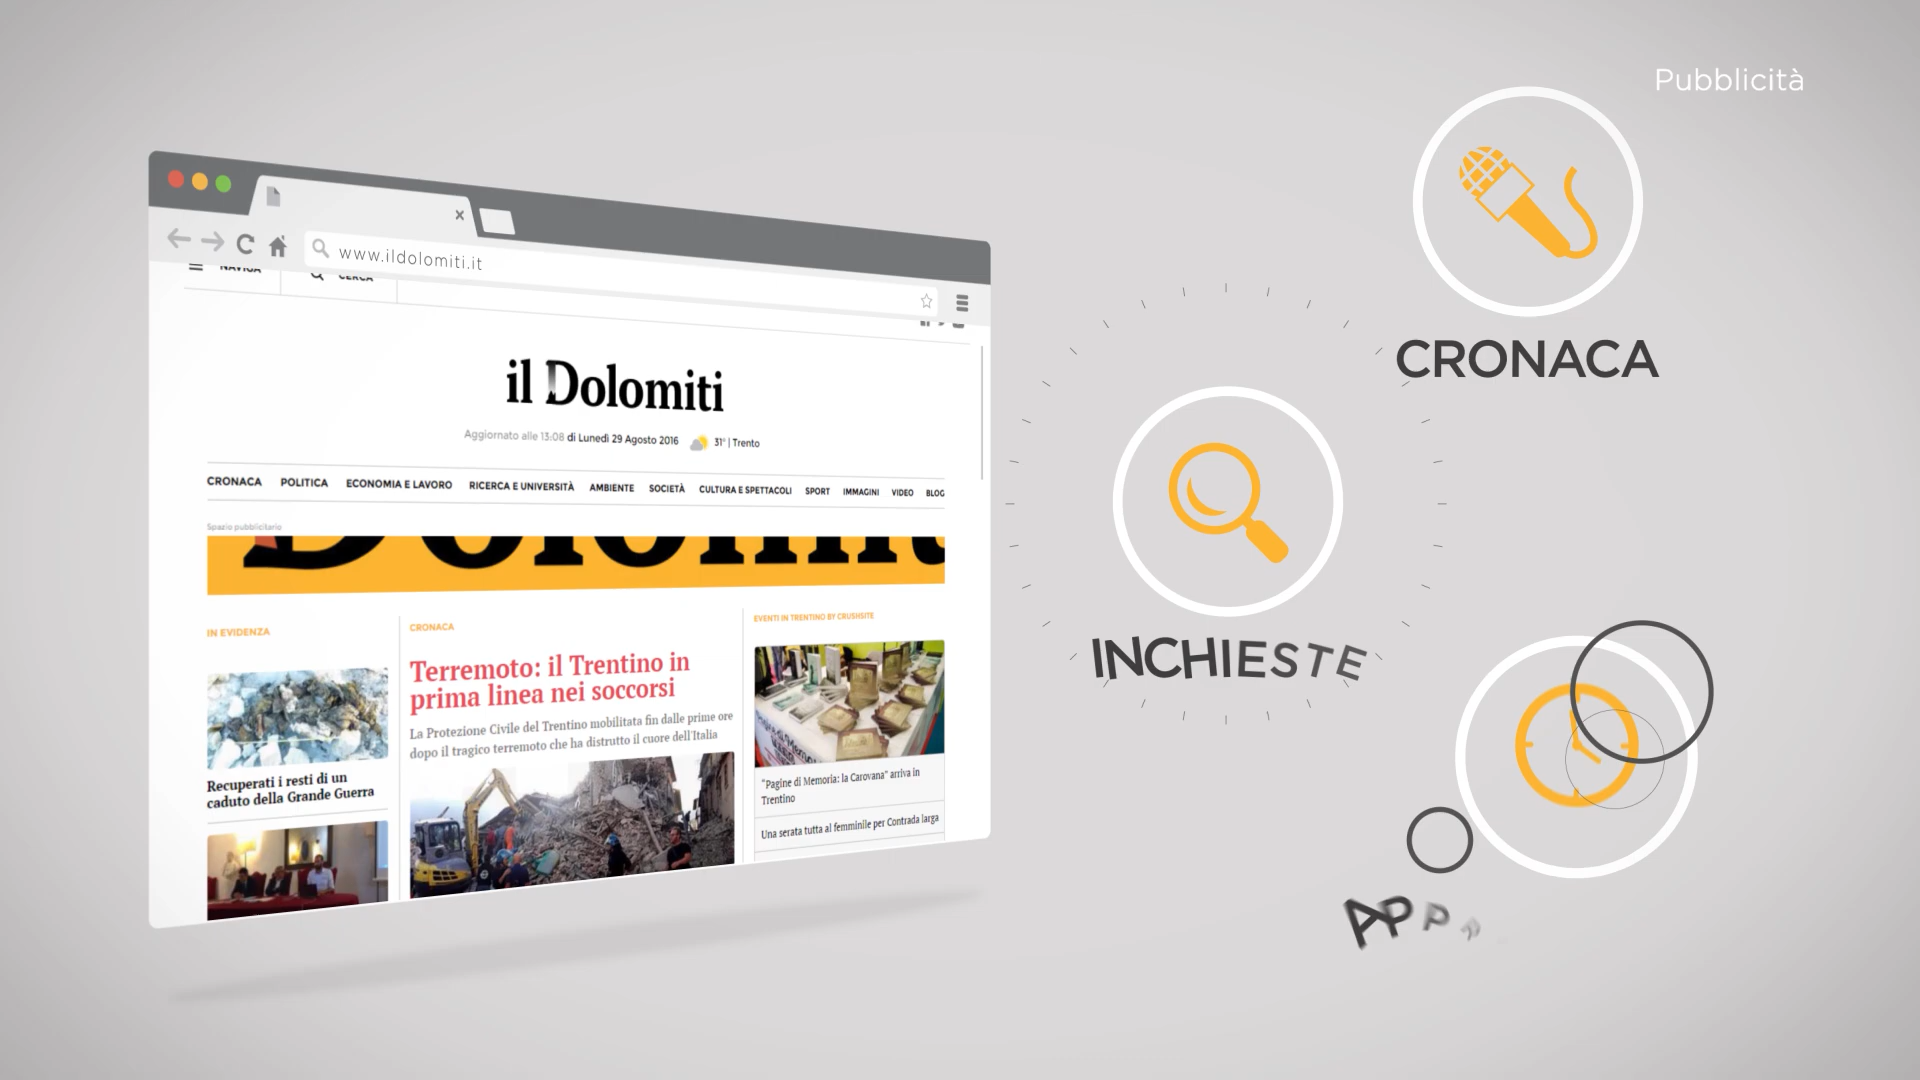 Pubblicità
www.ildolomiti.it
NAVIGA
CERCA
il Dolomiti
Aggiornato alle 13:08 di Lunedì 29 Agosto 2016
31° | Trento
CRONACA POLITICA ECONOMIA E LAVORO RICERCA E UNIVERSITÀ AMBIENTE SOCIETÀ CULTURA E SPETTACOLI SPORT IMMAGINI VIDEO BLOG
Spazio pubblicitario
Dolomit
IN EVIDENZA
Recuperati i resti di un
caduto della Grande Guerra
CRONACA
Terremoto: il Trentino in
prima linea nei soccorsi
La Protezione Civile del Trentino mobilitata fin dalle prime ore
dopo il tragico terremoto che ha distrutto il cuore dell'Italia
EVENTI IN TRENTINO BY CRUSHSITE
"Pagine di Memoria: la Carovana" arriva in
Trentino
Una serata tutta al femminile per Contrada larga
CRONACA
INCHIESTE
APP